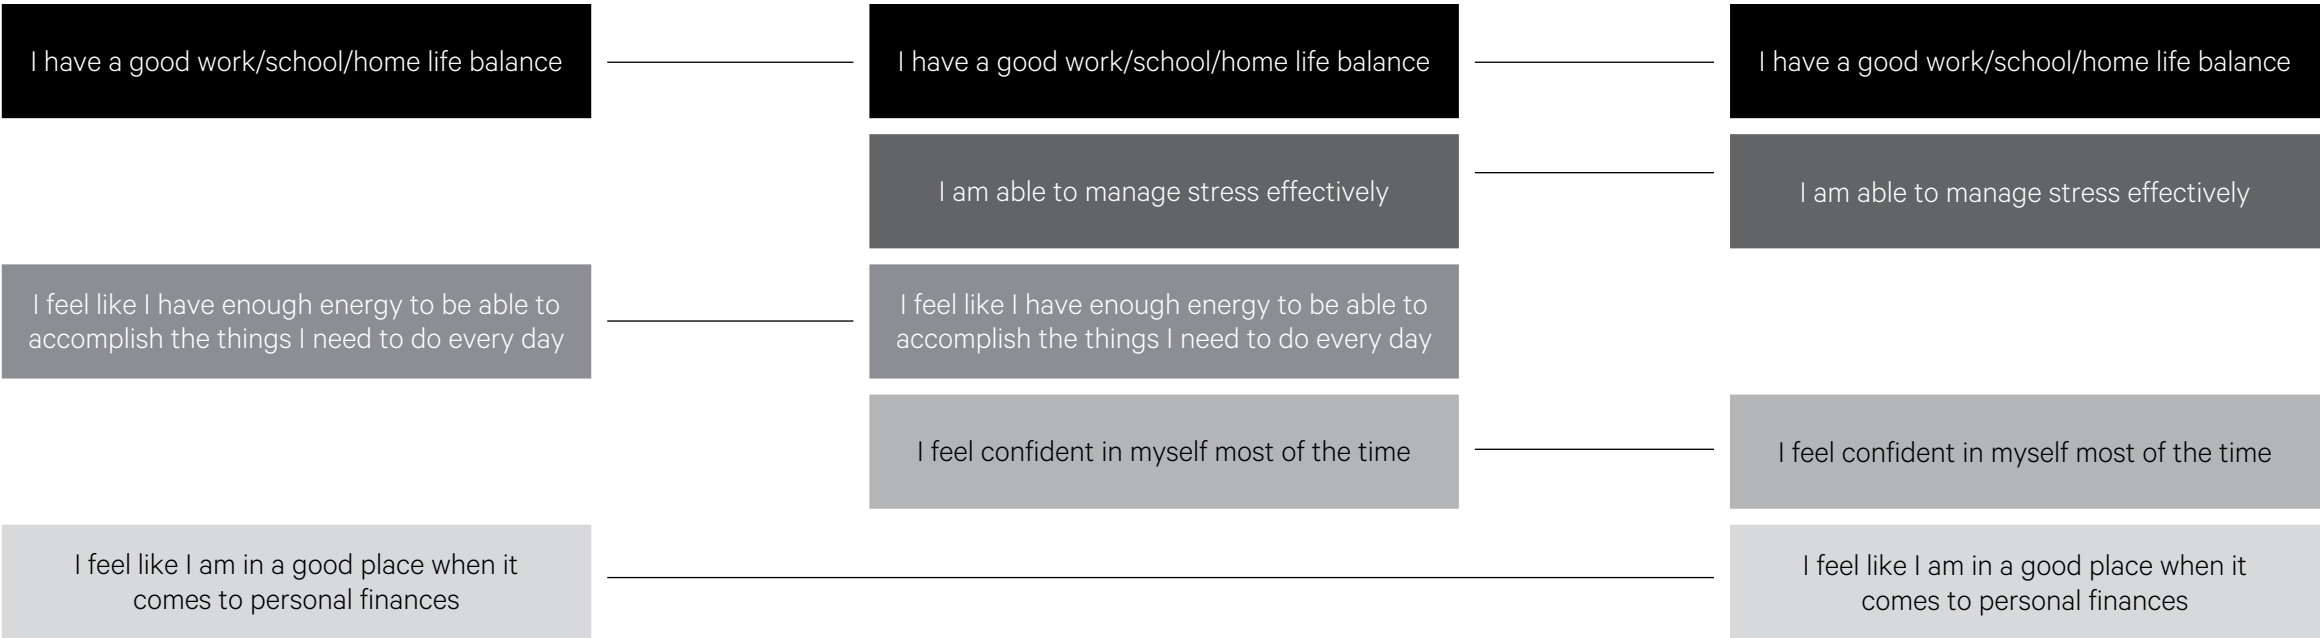 I have a good work/school/home life balance
I have a good work/school/home life balance
I have a good work/school/home life balance
I am able to manage stress effectively
I am able to manage stress effectively
I feel like I have enough energy to be able to
accomplish the things I need to do every day
I feel like I have enough energy to be able to
accomplish the things I need to do every day
I feel confident in myself most of the time
I feel confident in myself most of the time
I feel like I am in a good place when it
comes to personal finances
I feel like I am in a good place when it
comes to personal finances